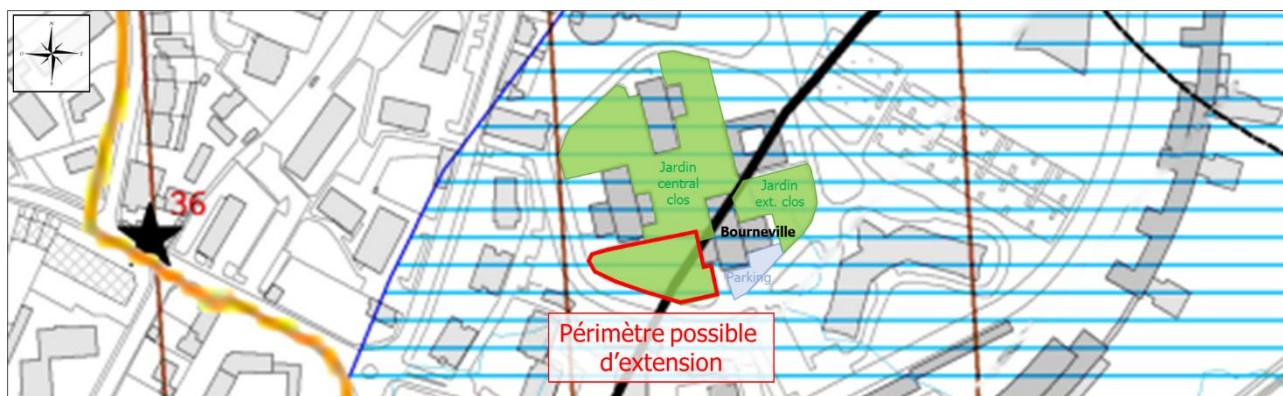 N
O
E
S
36
Jardin
central
clos
Jardin
ext. clos
Bourneville
Parking
Périmètre possible
d'extension